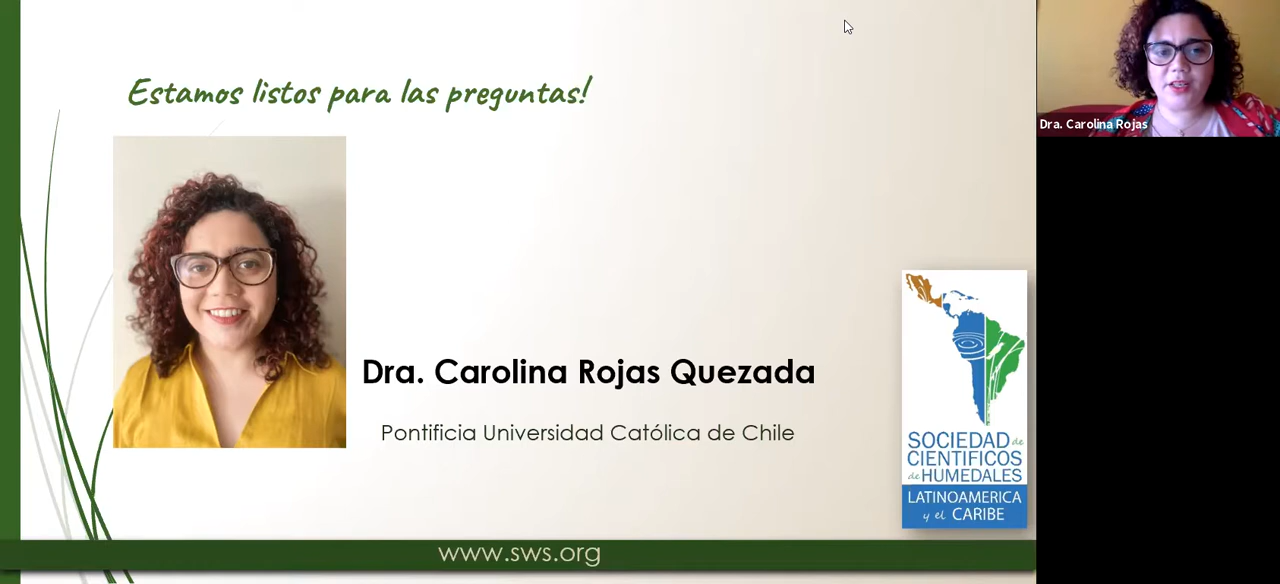 Estamos listos para las preguntas!
Dra. Carolina Rojas
Dra. Carolina Rojas Quezada
Pontificia Universidad Católica de Chile
SOCIEDAD de
CIENTIFICOS
de HUMEDALES
LATINOAMERICA
y el CARIBE
www.sws.org